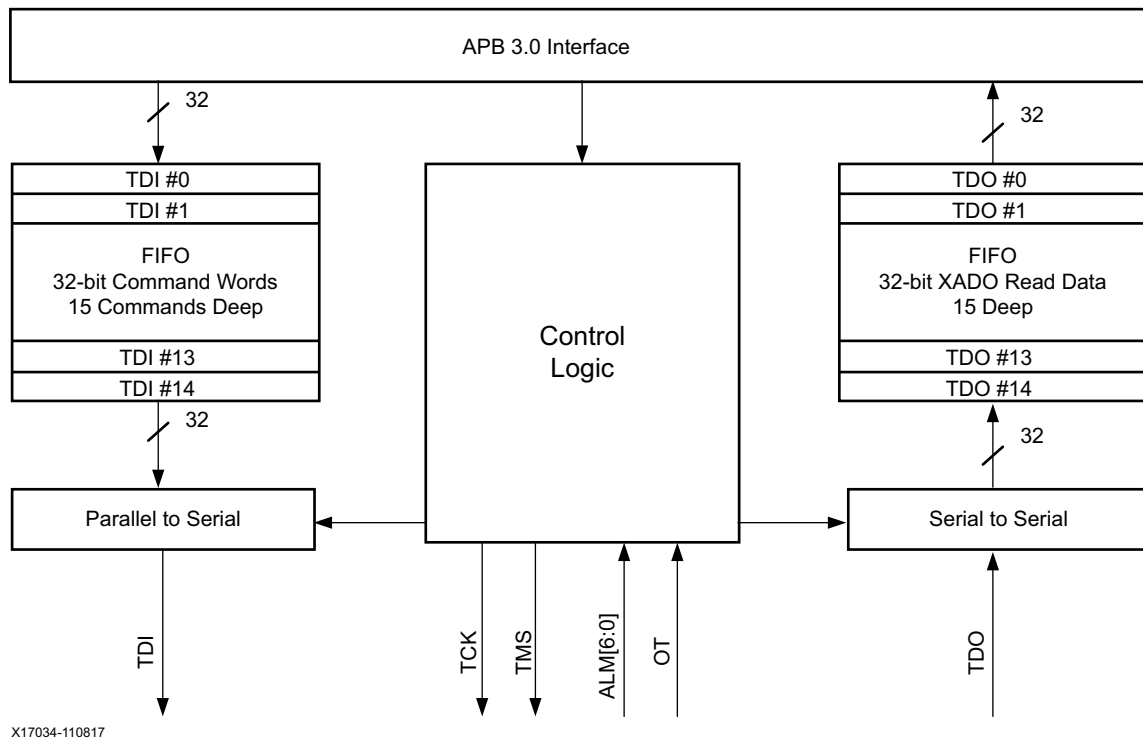 APB 3.0 Interface
32
32
TDI #0
TDI #1
FIFO
32-bit Command Words
15 Commands Deep
TDI #13
TDI #14
32
Parallel to Serial
Control
Logic
TDO #0
TDO #1
FIFO
32-bit XADO Read Data
15 Deep
TDO #13
TDO #14
32
Serial to Serial
TDI
TCK
TMS
ALM[6:0]
OT
TDO
X17034-110817